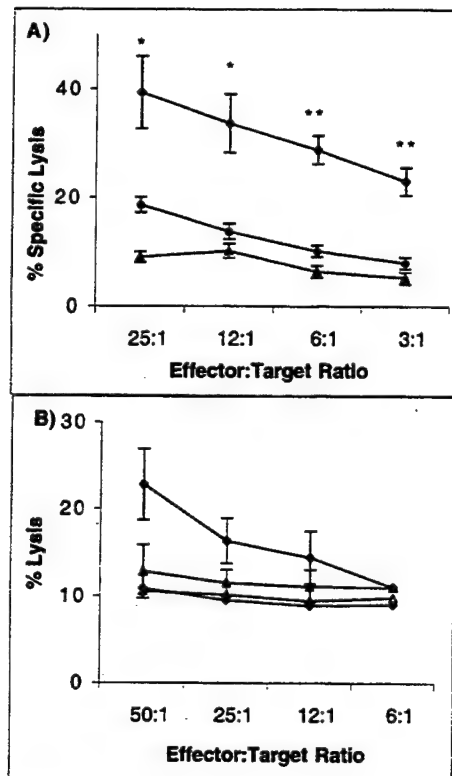 A)
*
*
**
**
40
20
0
% Specific Lysis
25:1 12:1 6:1 3:1
Effector:Target Ratio
B)
30
20
10
0
% Lysis
50:1 25:1 12:1 6:1
Effector:Target Ratio